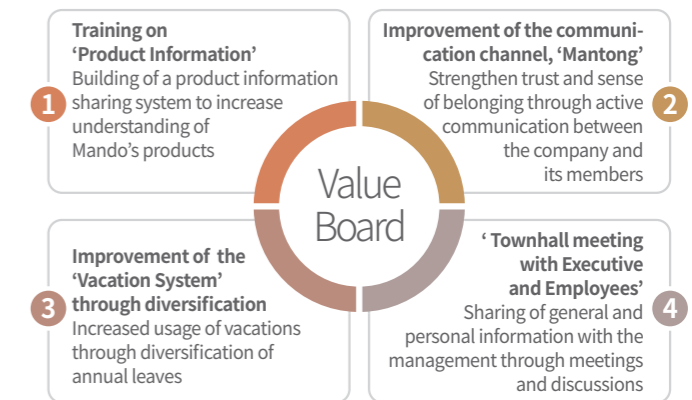 Training on
‘Product Information’
Building of a product information
sharing system to increase
understanding of
Mando’s products
1
Improvement of the communi-
cation channel, ‘Mantong’
Strengthen trust and sense
of belonging through active
communication between
the company and
its members
2
Value
Board
Improvement of the
‘Vacation System’
through diversification
Increased usage of vacations
through diversification of
annual leaves
3
‘ Townhall meeting
with Executive
and Employees’
Sharing of general and
personal information with the
management through meetings
and discussions
4